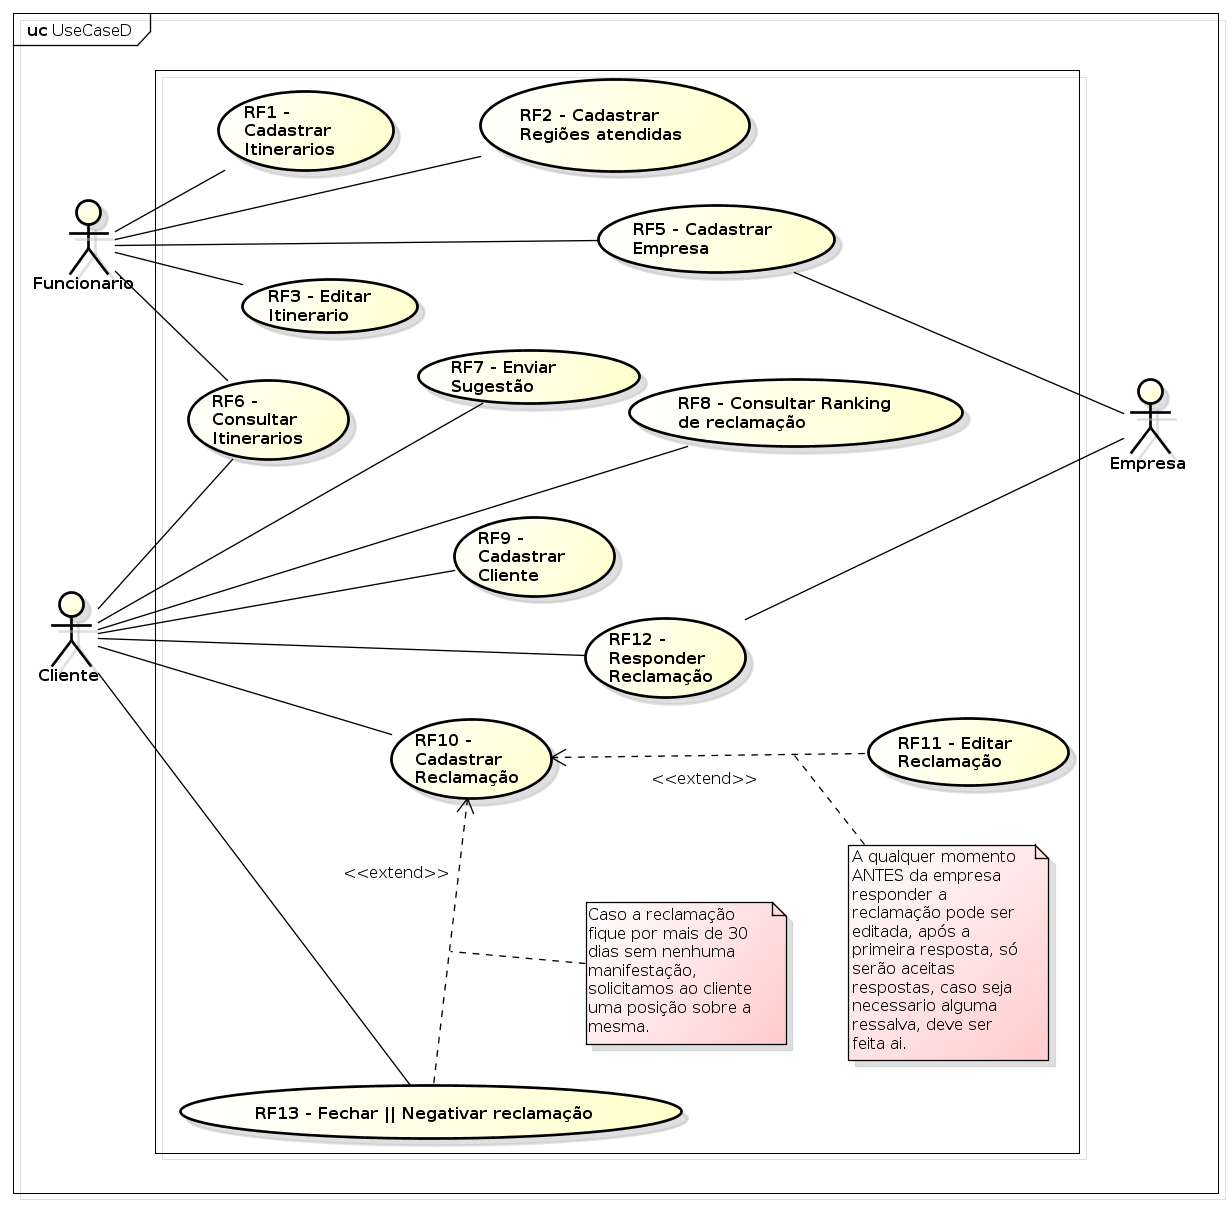 uc UseCaseD
RF1 -
Cadastrar
Itinerarios
RF2 - Cadastrar
Regiões atendidas
Funcionario
RF5 - Cadastrar
Empresa
RF3 - Editar
Itinerario
RF7 - Enviar
Sugestão
RF6 -
Consultar
Itinerarios
RF8 - Consultar Ranking
de reclamação
Empresa
RF9 -
Cadastrar
Cliente
Cliente
RF12 -
Responder
Reclamação
RF10 -
Cadastrar
Reclamação
RF11 - Editar
Reclamação
<<extend>>
<<extend>>
A qualquer momento
ANTES da empresa
responder a
reclamação pode ser
editada, após a
primeira resposta, só
serão aceitas
respostas, caso seja
necessario alguma
ressalva, deve ser
feita ai.
Caso a reclamação
fique por mais de 30
dias sem nenhuma
manifestação,
solicitamos ao cliente
uma posição sobre a
mesma.
RF13 - Fechar || Negativar reclamação